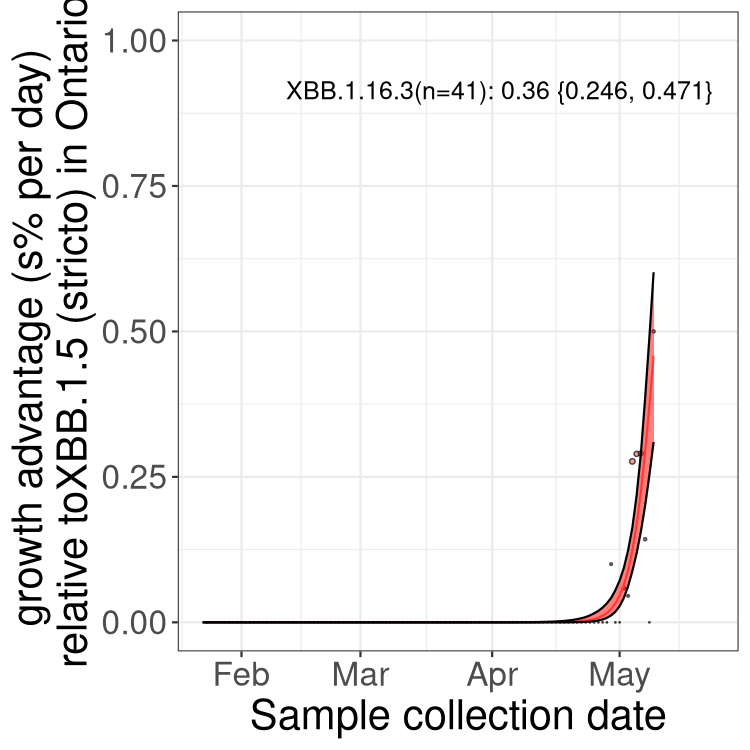 growth advantage (s% per day)
relative toXBB.1.5 (stricto) in Ontario
1.00
0.75
0.50
0.25
0.00
XBB.1.16.3(n=41): 0.36 {0.246, 0.471}
Feb Mar Apr May
Sample collection date